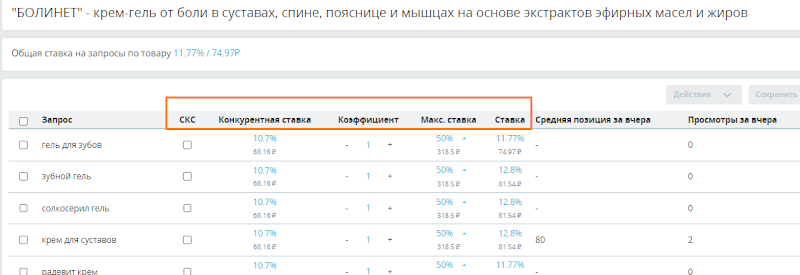 "БОЛИНЕТ" - крем-гель от боли в суставах, спине, пояснице и мышцах на основе экстрактов эфирных масел и жиров
Общая ставка на запросы по товару 11.77% / 74.97₽
Действия Сохранить
Запрос СКС Конкурентная ставка Коэффициент Макс. ставка Ставка Средняя позиция за вчера Просмотры за вчера
гель для зубов 10.7% - 1 + 50% 11.77% - 0
68.16 ₽ 318.5 ₽ 74.97 ₽
зубной гель 10.7% - 1 + 50% 12.8% - 0
68.16 ₽ 318.5 ₽ 81.54 ₽
солкосерил гель 10.7% - 1 + 50% 12.8% - 0
68.16 ₽ 318.5 ₽ 81.54 ₽
крем для суставов 10.7% - 1 + 50% 12.8% 80 2
68.16 ₽ 318.5 ₽ 81.54 ₽
радевит крем 10.7% - 1 + 50% 11.77% - 0